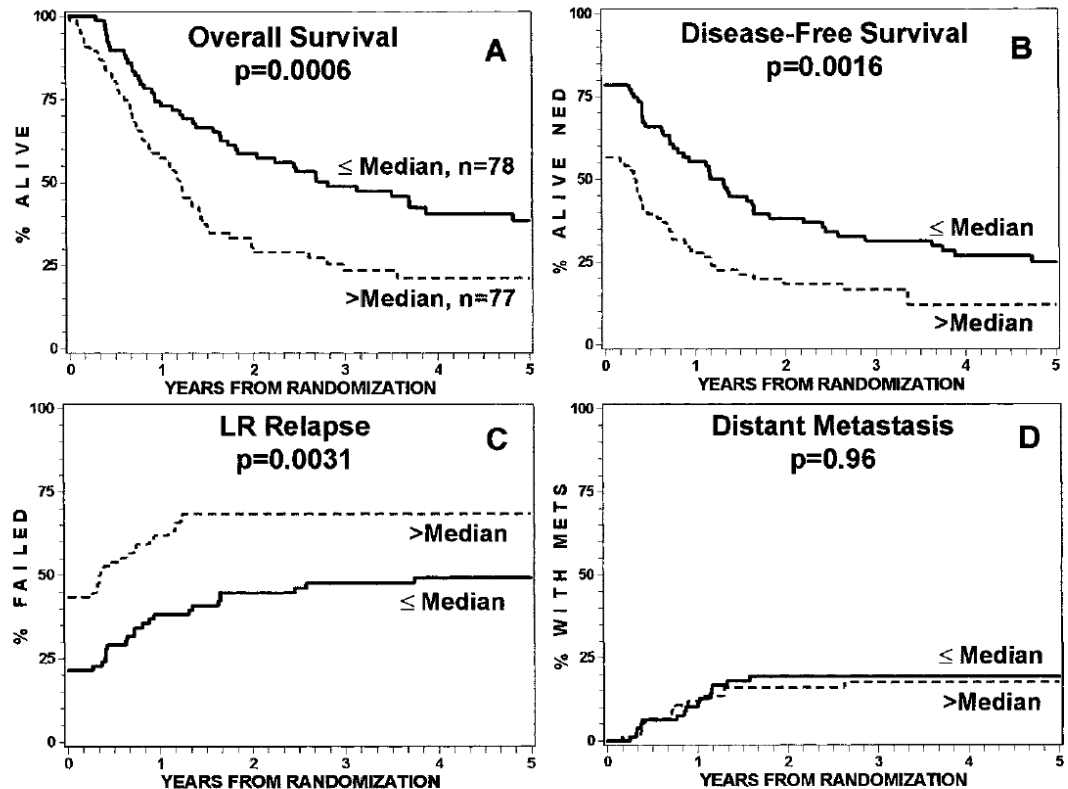 Overall Survival
p=0.0006
A
% ALIVE
100
75
50
25
0
≤ Median, n=78
>Median, n=77
0 1 2 3 4 5
YEARS FROM RANDOMIZATION
Disease-Free Survival
p=0.0016
B
% ALIVE NED
100
75
50
25
0
≤ Median
>Median
0 1 2 3 4 5
YEARS FROM RANDOMIZATION
LR Relapse
p=0.0031
C
% FAILED
100
75
50
25
0
>Median
≤ Median
0 1 2 3 4 5
YEARS FROM RANDOMIZATION
Distant Metastasis
p=0.96
D
% WITH METS
100
75
50
25
0
≤ Median
>Median
0 1 2 3 4 5
YEARS FROM RANDOMIZATION